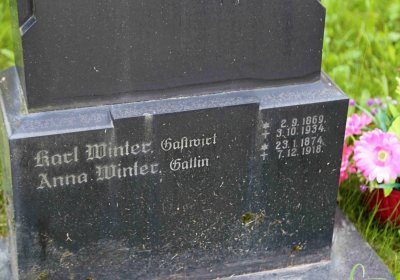 Karl Winter, Gastwirt * 2.9.1869. † 3.10.1934.
Anna Winter, Gattin * 23.1.1874. † 7.12.1918.